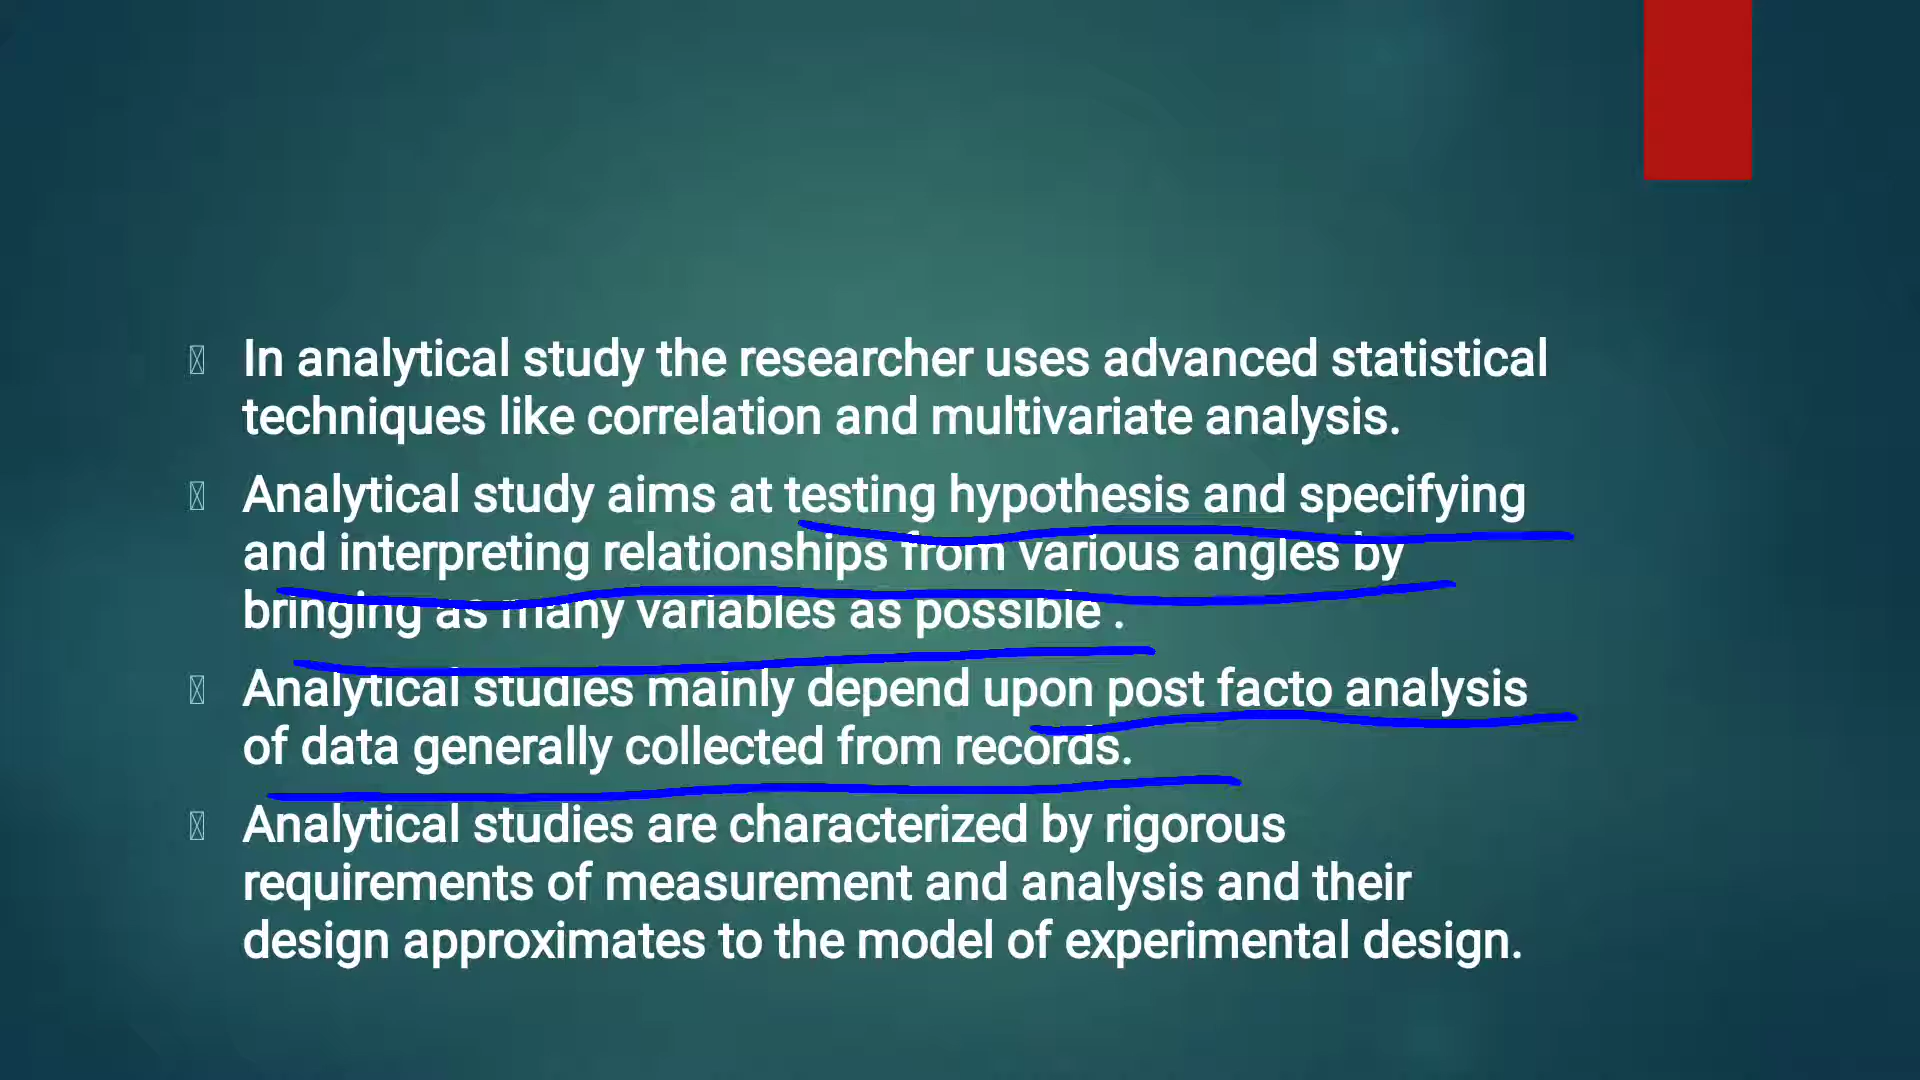 In analytical study the researcher uses advanced statistical
techniques like correlation and multivariate analysis.
Analytical study aims at testing hypothesis and specifying
and interpreting relationships from various angles by
bringing as many variables as possible .
Analytical studies mainly depend upon post facto analysis
of data generally collected from records.
Analytical studies are characterized by rigorous
requirements of measurement and analysis and their
design approximates to the model of experimental design.